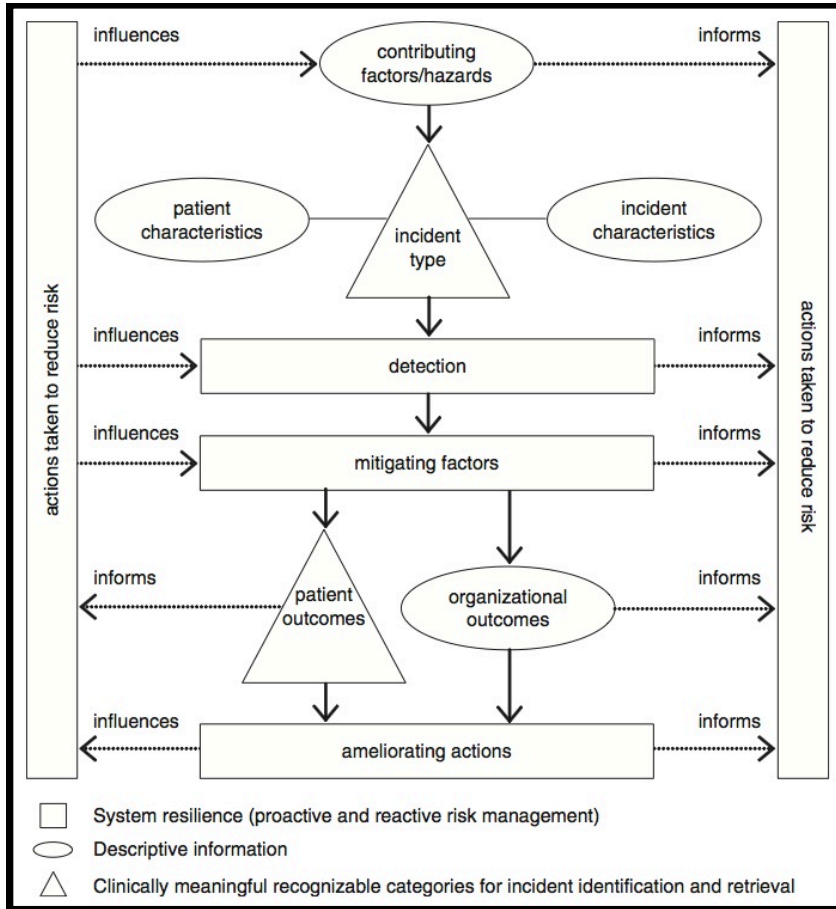 influences
contributing
factors/hazards
informs
patient
characteristics
incident
type
incident
characteristics
actions taken to reduce risk
actions taken to reduce risk
influences
detection
informs
influences
mitigating factors
informs
informs
patient
outcomes
organizational
outcomes
informs
influences
ameliorating actions
informs
System resilience (proactive and reactive risk management)
Descriptive information
Clinically meaningful recognizable categories for incident identification and retrieval